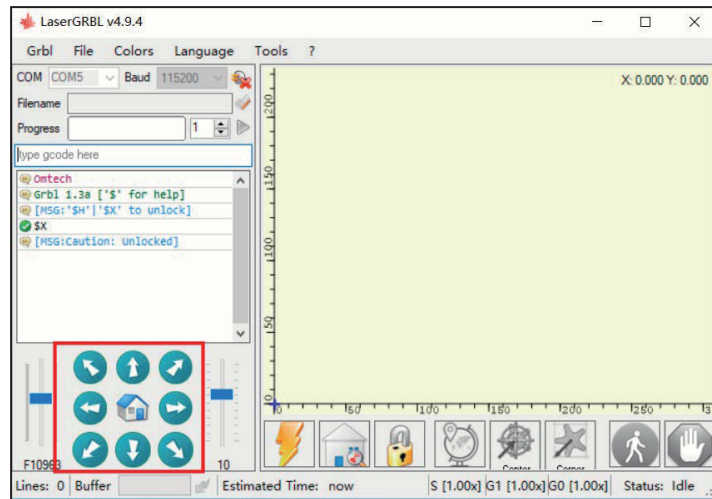 LaserGRBL v4.9.4
Grbl File Colors Language Tools ?
COM COM5 Baud 115200
Filename
Progress 1
type gcode here
Omtech
Grbl 1.3a ['$' for help]
[MSG:'$H'|'$X' to unlock]
$X
[MSG:Caution: Unlocked]
F10963
10
X: 0.000 Y: 0.000
200
150
100
50
0
0 50 100 150 200 250
Center Corner
Lines: 0 Buffer Estimated Time: now S [1.00x] G1 [1.00x] G0 [1.00x] Status: Idle